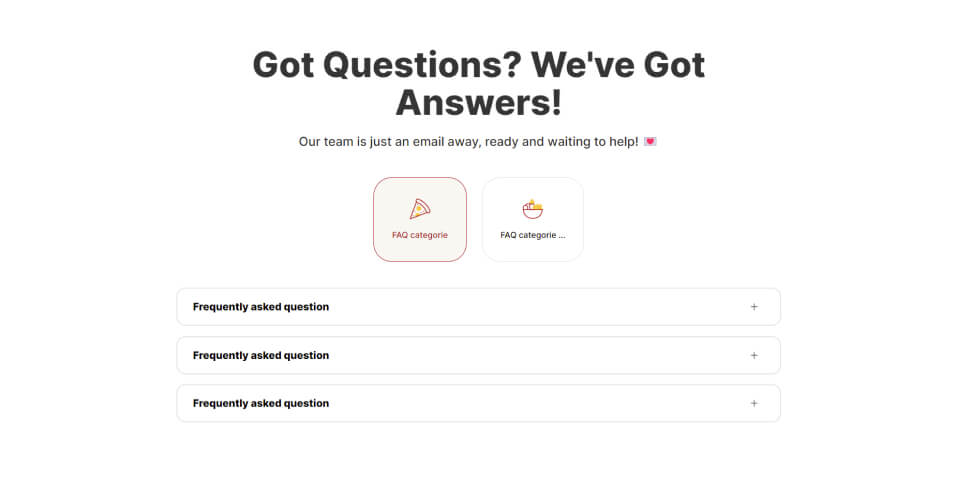 Got Questions? We've Got
Answers!
Our team is just an email away, ready and waiting to help! 💌
FAQ categorie
FAQ categorie ...
Frequently asked question
Frequently asked question
Frequently asked question